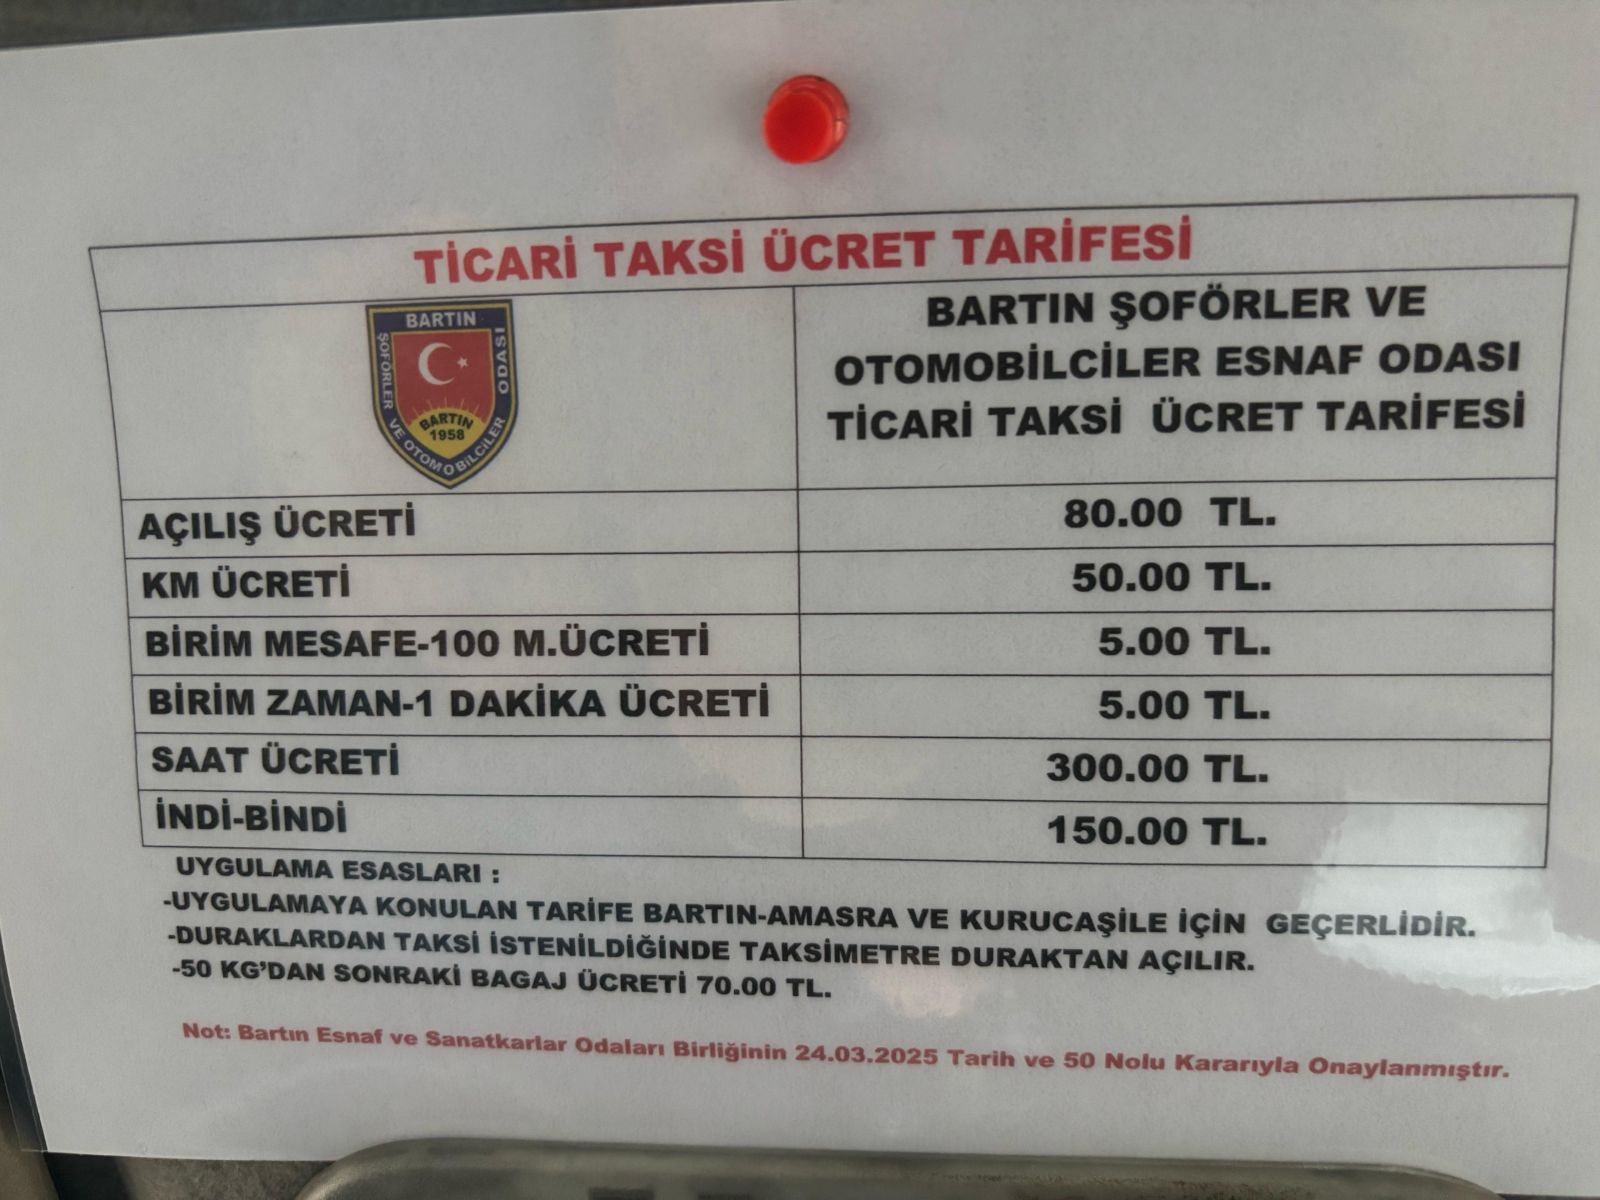 TİCARİ TAKSİ ÜCRET TARİFESİ
BARTIN
ŞOFÖRLER VE OTOMOBİLCİLER ODASI
BARTIN
1958
BARTIN ŞOFÖRLER VE
OTOMOBİLCİLER ESNAF ODASI
TİCARİ TAKSİ ÜCRET TARİFESİ
AÇILIŞ ÜCRETİ 80.00 TL.
KM ÜCRETİ 50.00 TL.
BİRİM MESAFE-100 M.ÜCRETİ 5.00 TL.
BİRİM ZAMAN-1 DAKİKA ÜCRETİ 5.00 TL.
SAAT ÜCRETİ 300.00 TL.
İNDİ-BİNDİ 150.00 TL.
UYGULAMA ESASLARI :
-UYGULAMAYA KONULAN TARİFE BARTIN-AMASRA VE KURUCAŞİLE İÇİN GEÇERLİDİR.
-DURAKLARDAN TAKSİ İSTENİLDİĞİNDE TAKSİMETRE DURAKTAN AÇILIR.
-50 KG'DAN SONRAKİ BAGAJ ÜCRETİ 70.00 TL.
Not: Bartın Esnaf ve Sanatkarlar Odaları Birliğinin 24.03.2025 Tarih ve 50 Nolu Kararıyla Onaylanmıştır.